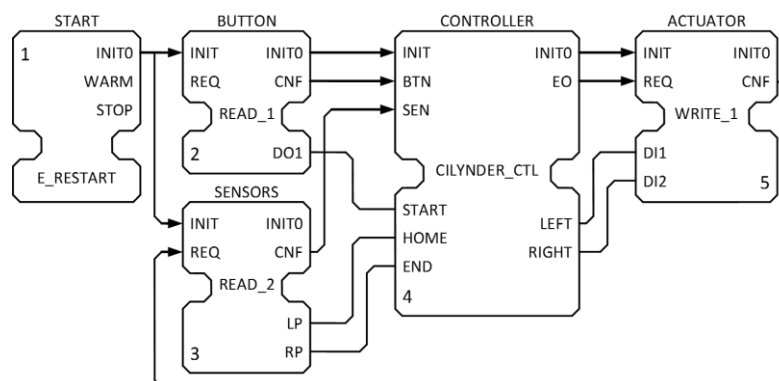 START
1
INIT0
WARM
STOP
E_RESTART
BUTTON
INIT
INIT0
REQ
CNF
READ_1
2
DO1
SENSORS
INIT
INIT0
REQ
CNF
READ_2
LP
3
RP
CONTROLLER
INIT
INIT0
BTN
EO
SEN
CILYNDER_CTL
START
LEFT
HOME
RIGHT
END
4
ACTUATOR
INIT
INIT0
REQ
CNF
WRITE_1
DI1
DI2
5